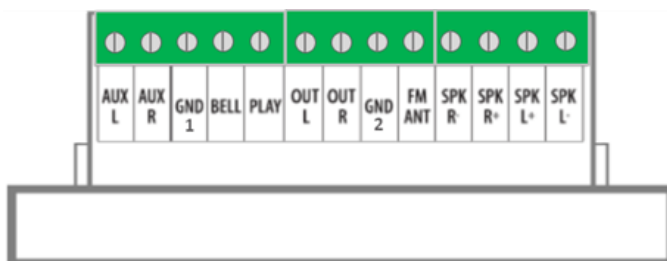 AUX L
AUX R
GND 1
BELL
PLAY
OUT L
OUT R
GND 2
FM ANT
SPK R-
SPK R+
SPK L+
SPK L-